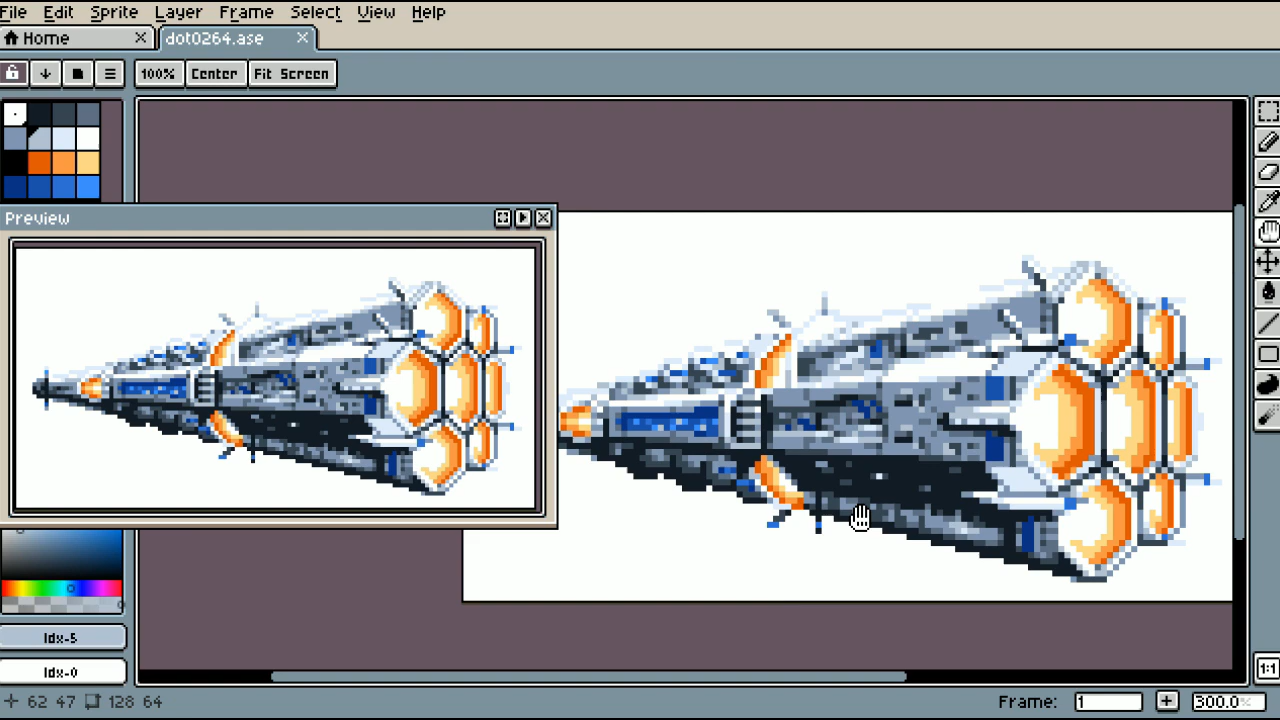 File Edit Sprite Layer Frame Select View Help
Home dot0264.ase
100% Center Fit Screen
Preview
Idx-5
Idx-0
1:1
62 47 128 64 Frame: 1 300.0%